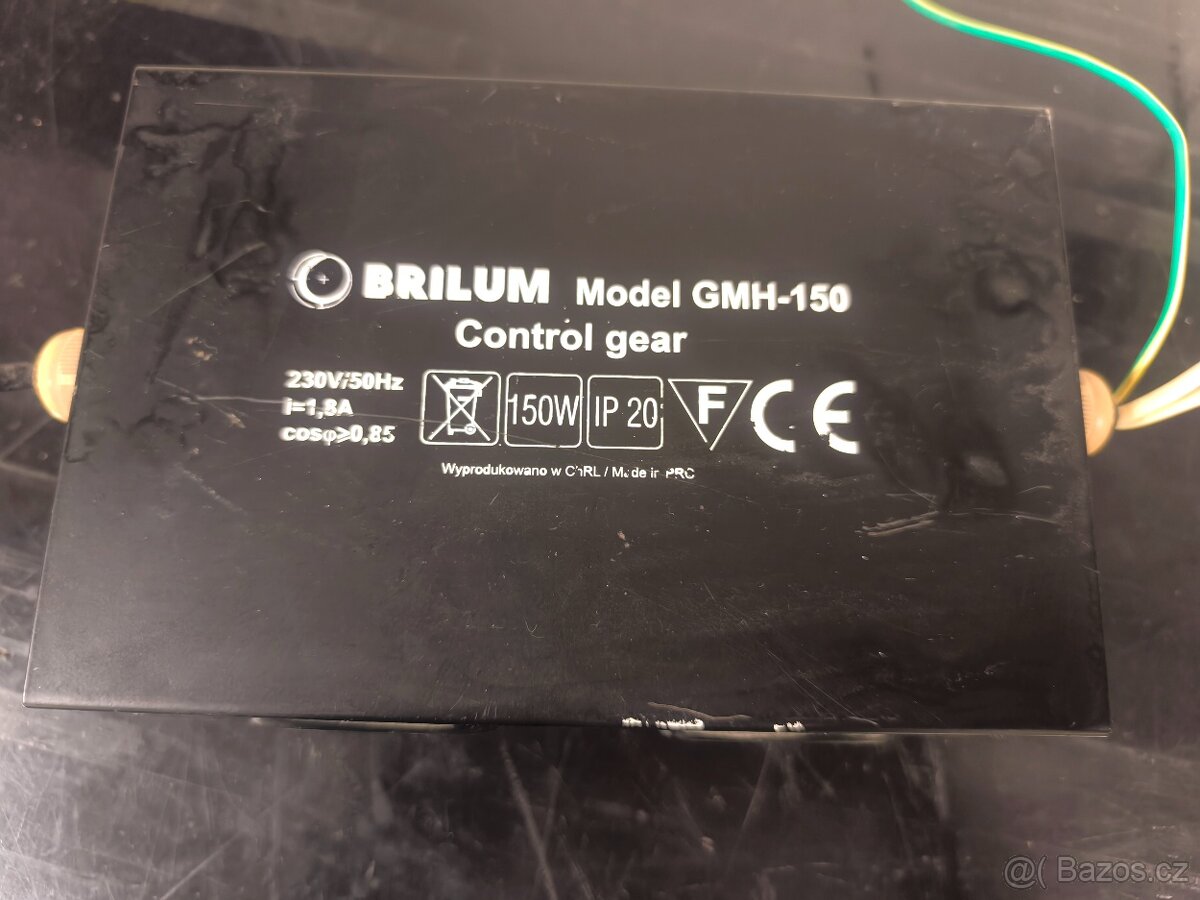 BRILUM Model GMH-150
Control gear
230V/50Hz
I=1,8A
cosφ≥0,85
150W
IP 20
F
CE
Wyprodukowano w ChRL / Made in PRC
@( Bazos.cz